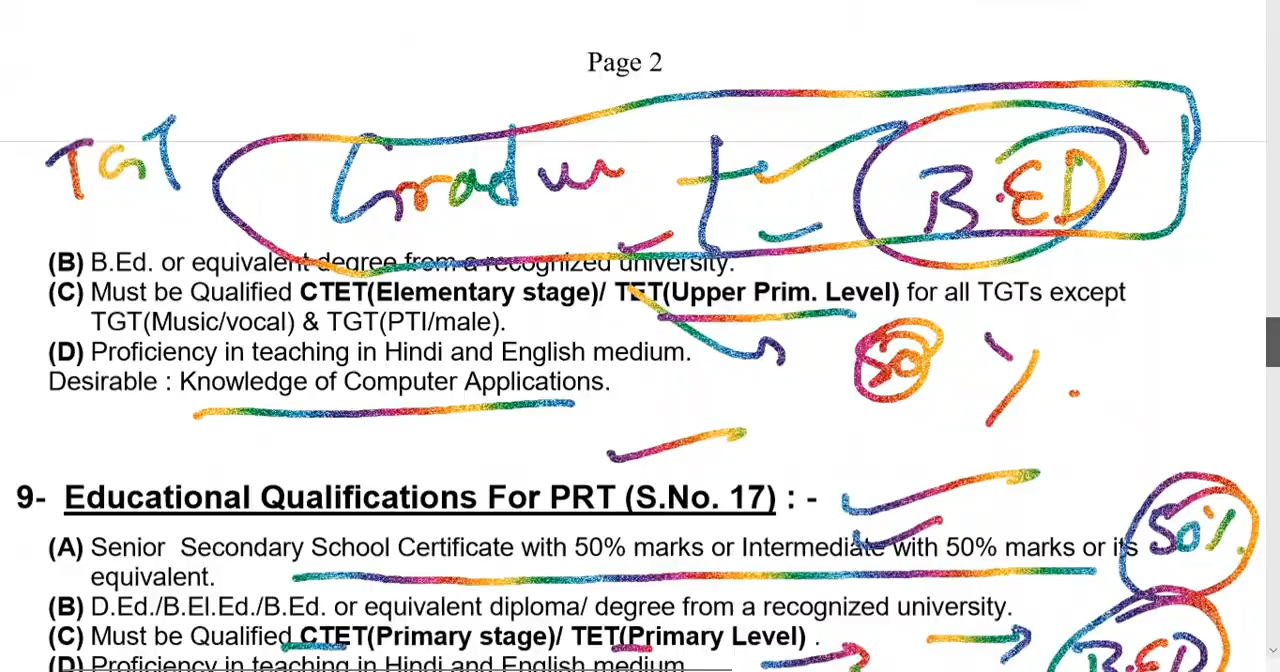 Page 2
TGT Gradu + B.ED
(B) B.Ed. or equivalent degree from a recognized university.
(C) Must be Qualified CTET(Elementary stage)/ TET(Upper Prim. Level) for all TGTs except
TGT(Music/vocal) & TGT(PTI/male).
(D) Proficiency in teaching in Hindi and English medium.
50 %
Desirable : Knowledge of Computer Applications.
9- Educational Qualifications For PRT (S.No. 17) : -
(A) Senior Secondary School Certificate with 50% marks or Intermediate with 50% marks or its
50%
equivalent.
(B) D.Ed./B.El.Ed./B.Ed. or equivalent diploma/ degree from a recognized university.
(C) Must be Qualified CTET(Primary stage)/ TET(Primary Level) .
B.ED
(D) Proficiency in teaching in Hindi and English medium.